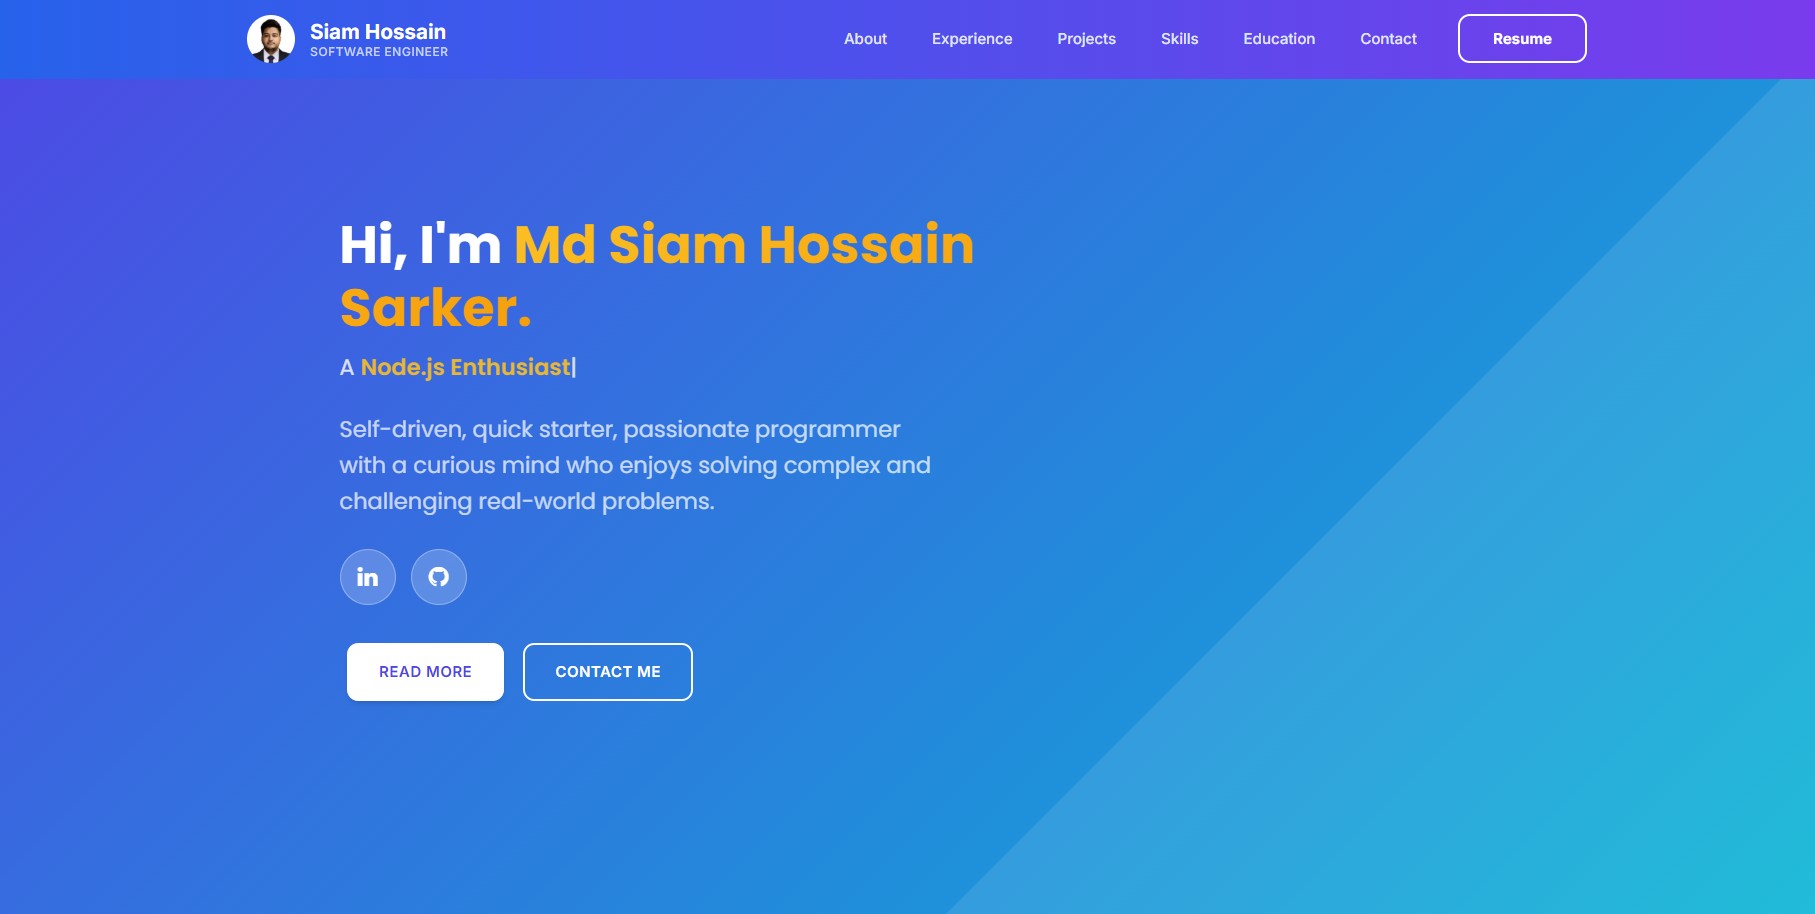 Siam Hossain
SOFTWARE ENGINEER
About
Experience
Projects
Skills
Education
Contact
Resume
Hi, I'm Md Siam Hossain
Sarker.
A Node.js Enthusiast|
Self-driven, quick starter, passionate programmer
with a curious mind who enjoys solving complex and
challenging real-world problems.
in
READ MORE
CONTACT ME